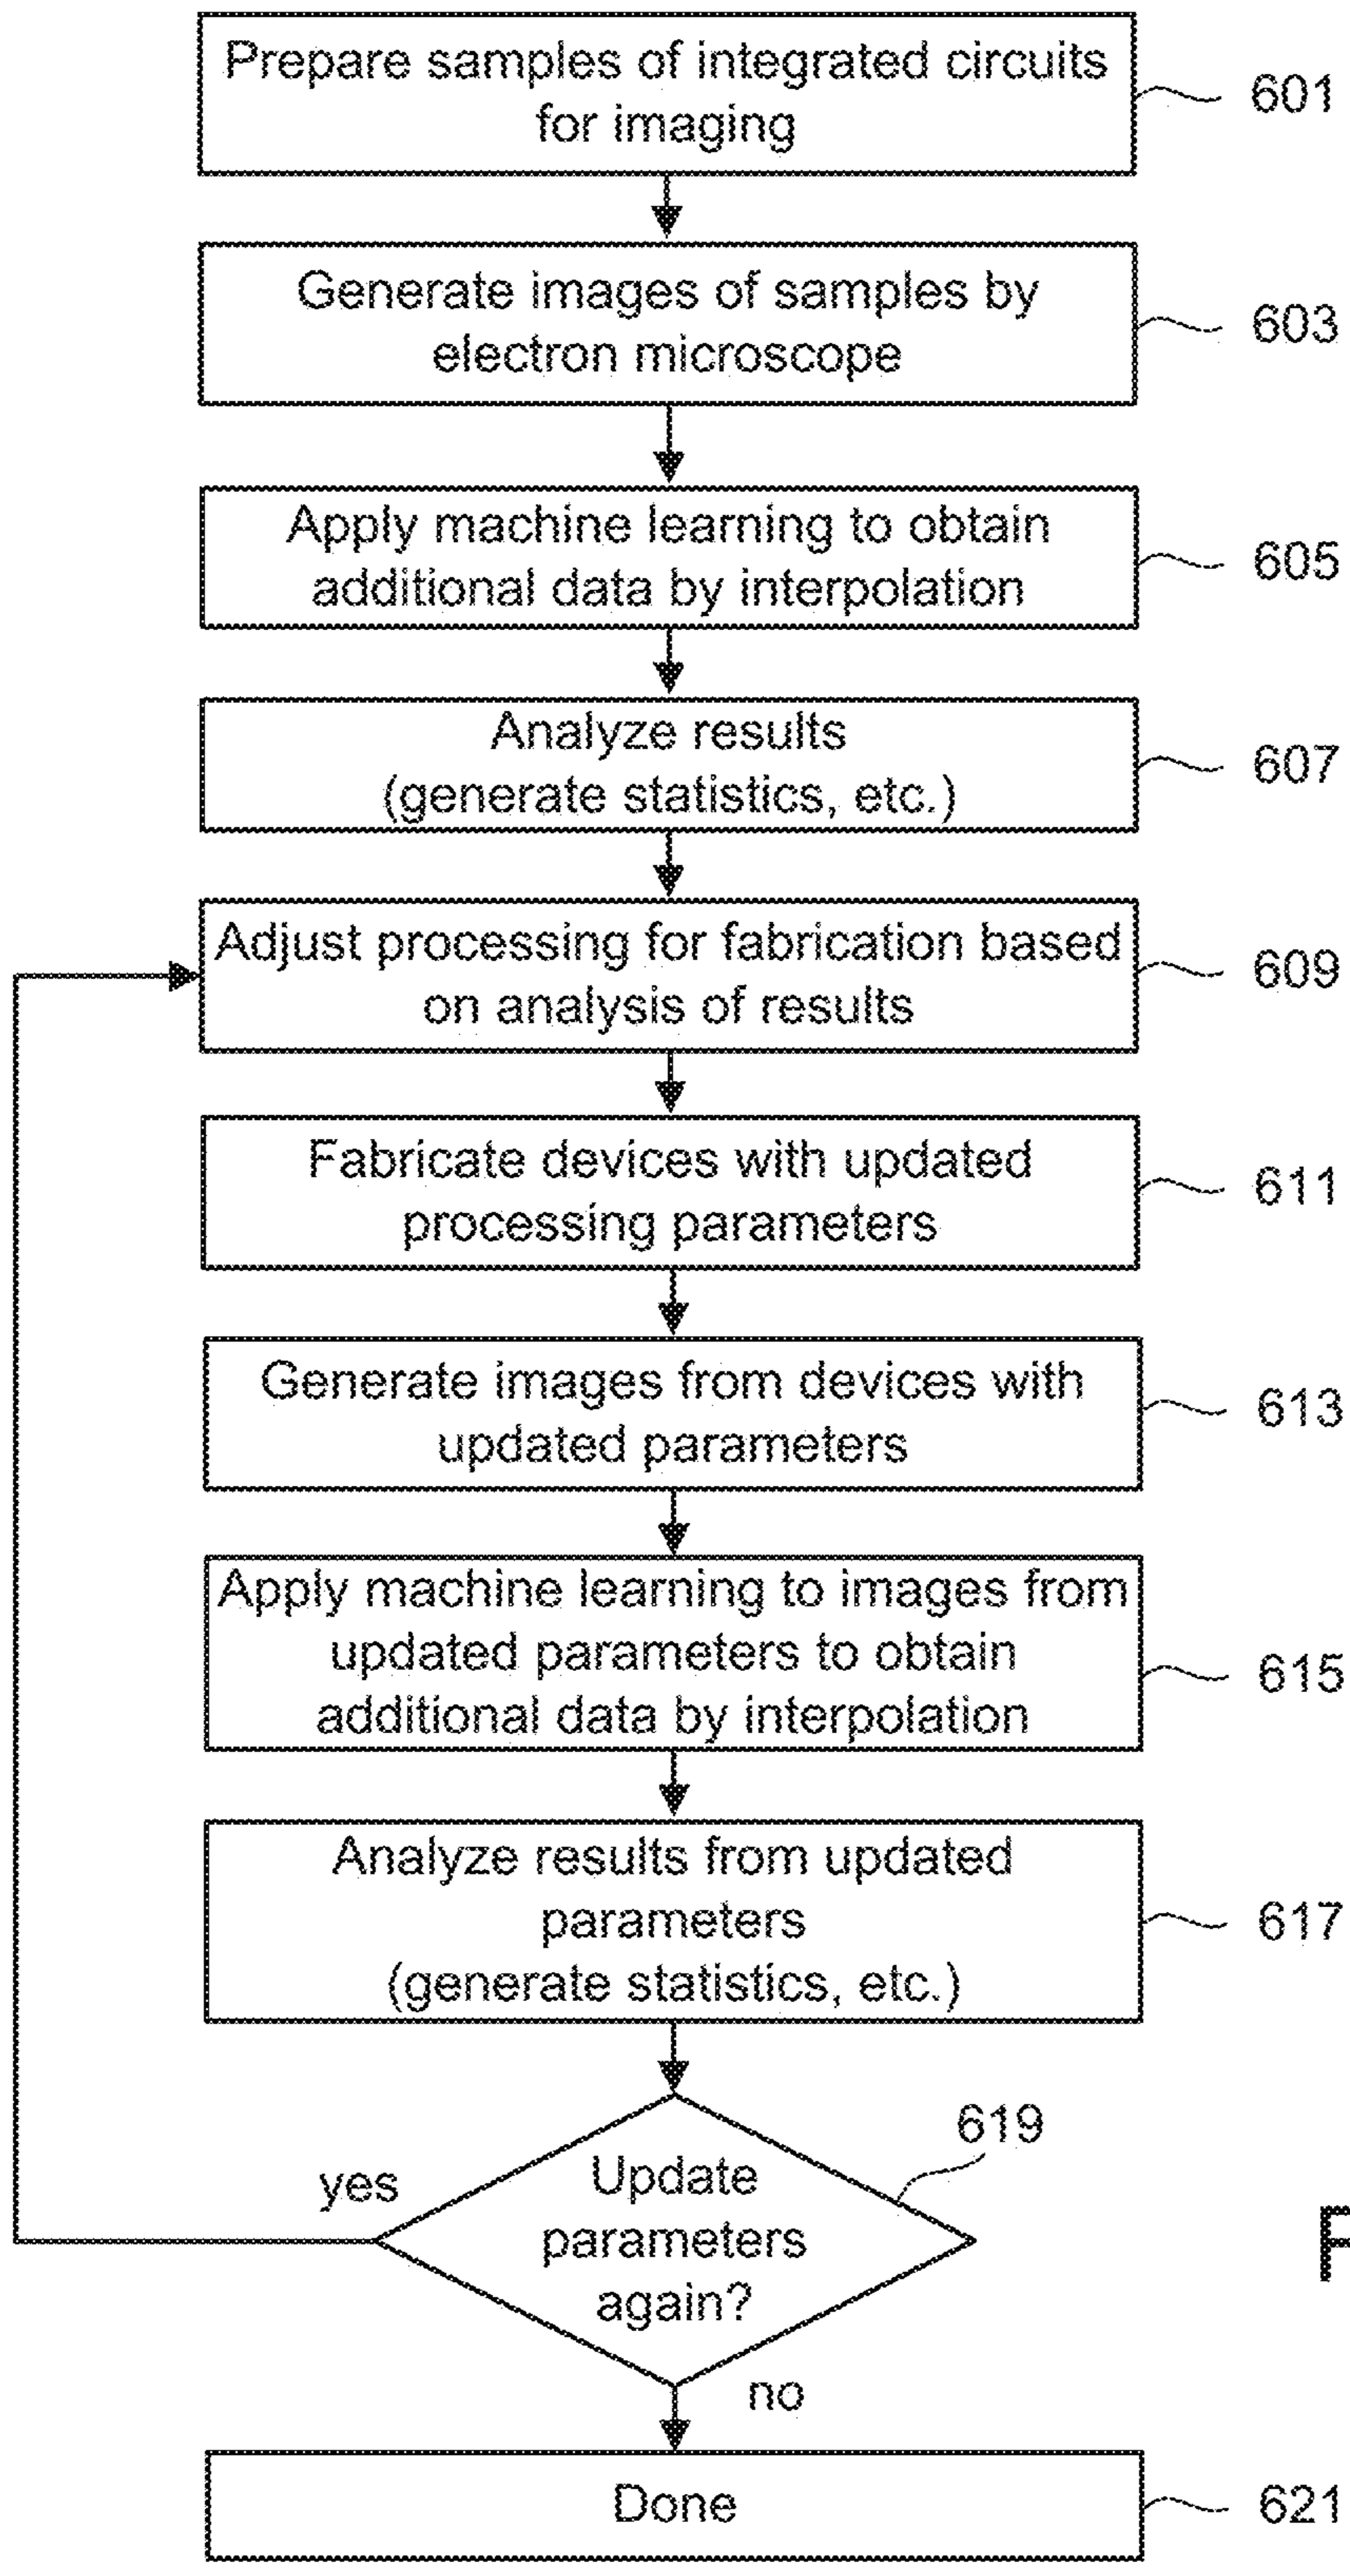 Prepare samples of integrated circuits
for imaging
601
Generate images of samples by
electron microscope
603
Apply machine learning to obtain
additional data by interpolation
605
Analyze results
(generate statistics, etc.)
607
Adjust processing for fabrication based
on analysis of results
609
Fabricate devices with updated
processing parameters
611
Generate images from devices with
updated parameters
613
Apply machine learning to images from
updated parameters to obtain
additional data by interpolation
615
Analyze results from updated
parameters
(generate statistics, etc.)
617
619
yes
Update
parameters
again?
F
no
Done
621